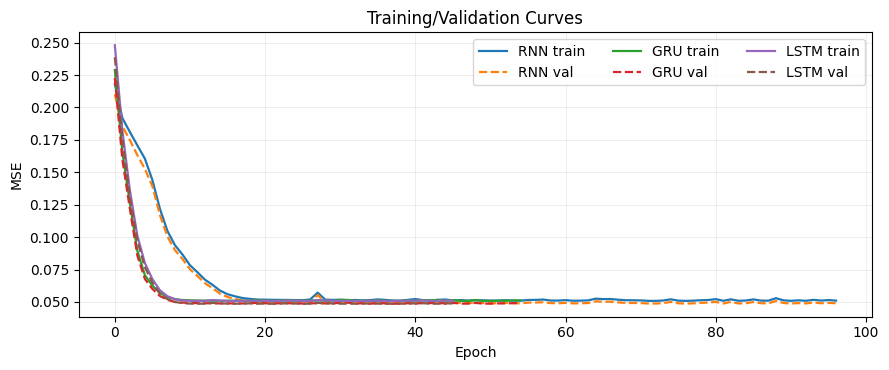 Training/Validation Curves
RNN train
GRU train
LSTM train
RNN val
GRU val
LSTM val
MSE
0.250
0.225
0.200
0.175
0.150
0.125
0.100
0.075
0.050
0
20
40
60
80
100
Epoch